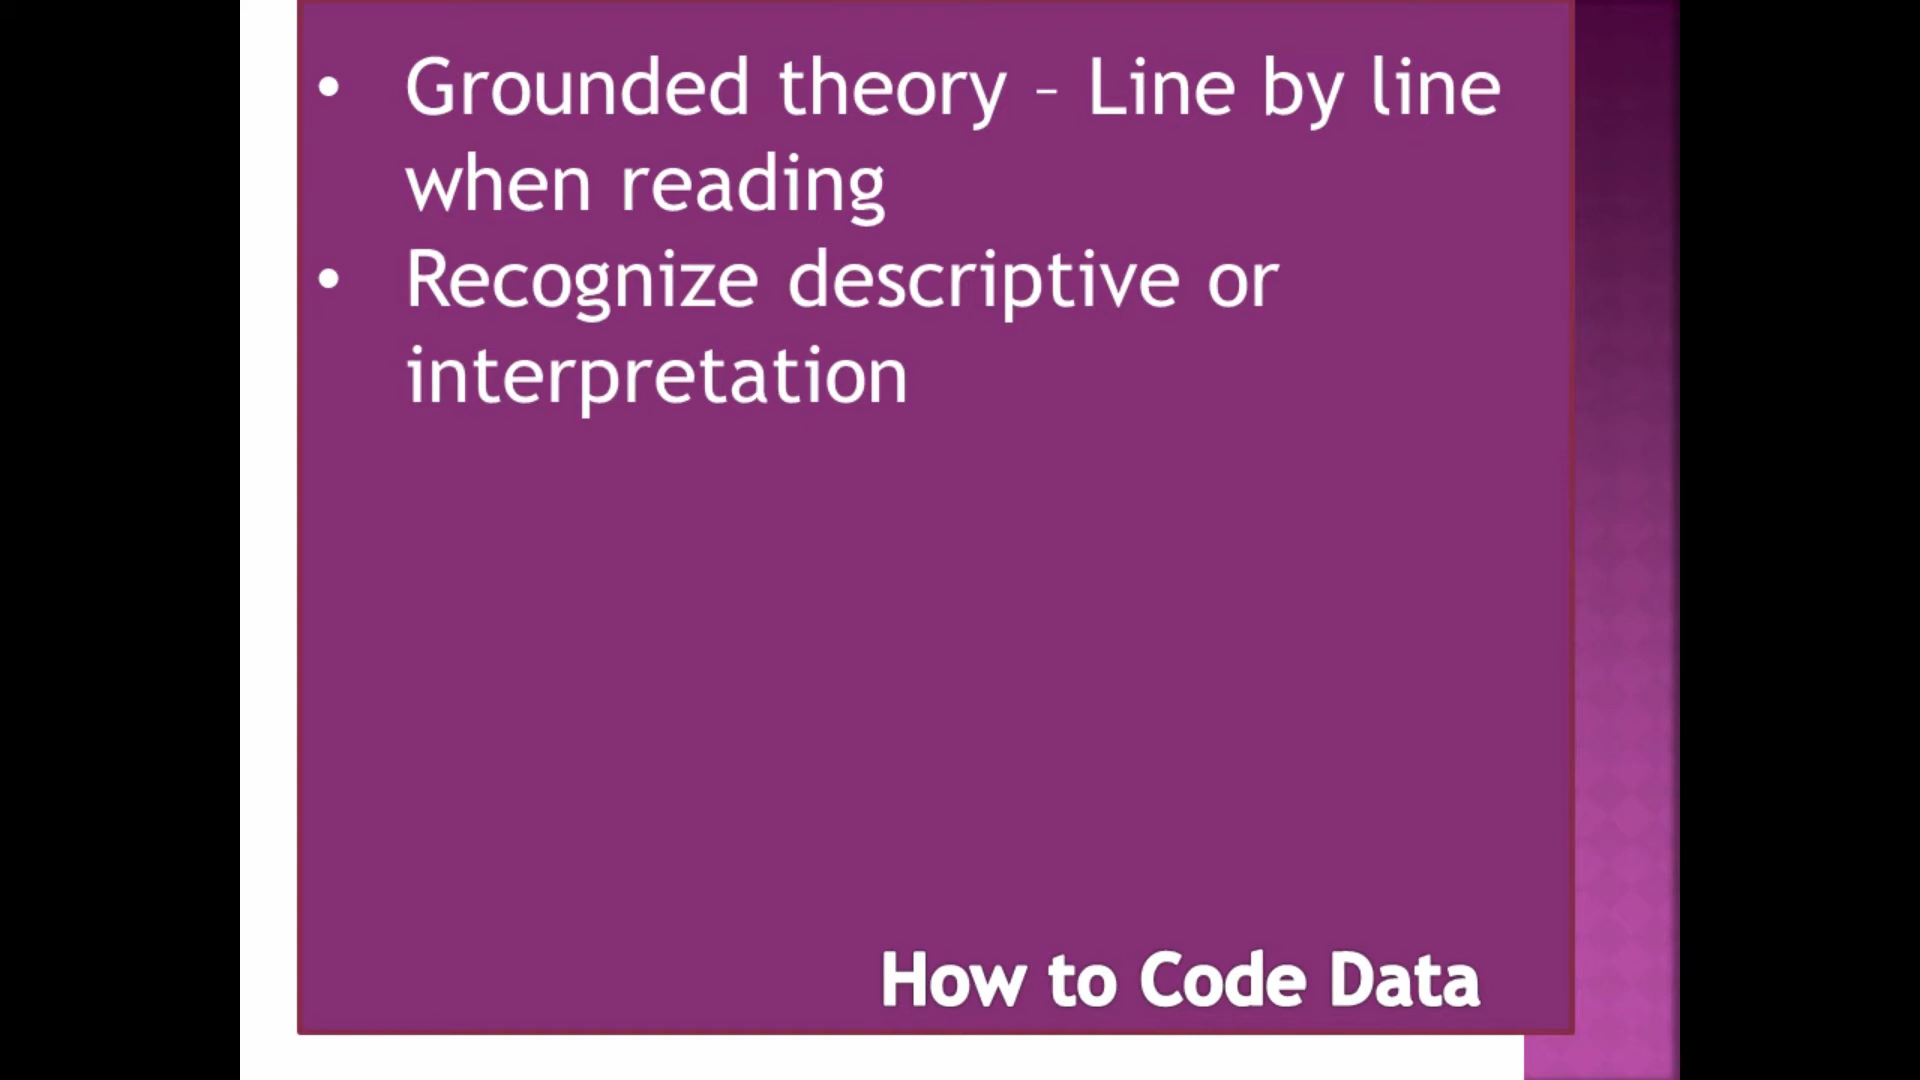 • Grounded theory – Line by line
when reading
• Recognize descriptive or
interpretation
How to Code Data